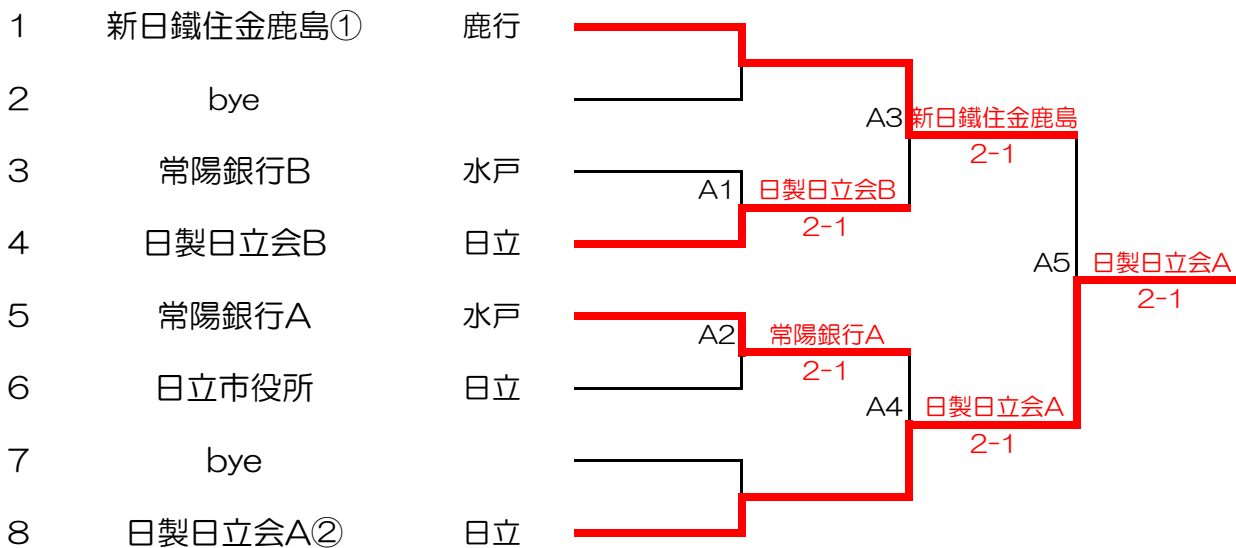 1 新日鐵住金鹿島① 鹿行
2 bye
A3 新日鐵住金鹿島
2-1
3 常陽銀行B 水戸
A1 日製日立会B
2-1
4 日製日立会B 日立
A5 日製日立会A
2-1
5 常陽銀行A 水戸
A2 常陽銀行A
2-1
6 日立市役所 日立
A4 日製日立会A
2-1
7 bye
8 日製日立会A② 日立